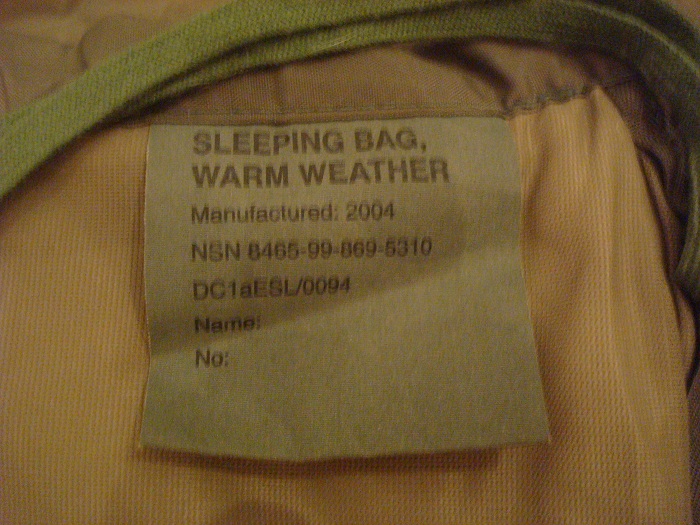 SLEEPING BAG,
WARM WEATHER
Manufactured: 2004
NSN 8465-99-869-5310
DC1aESL/0094
Name:
No: